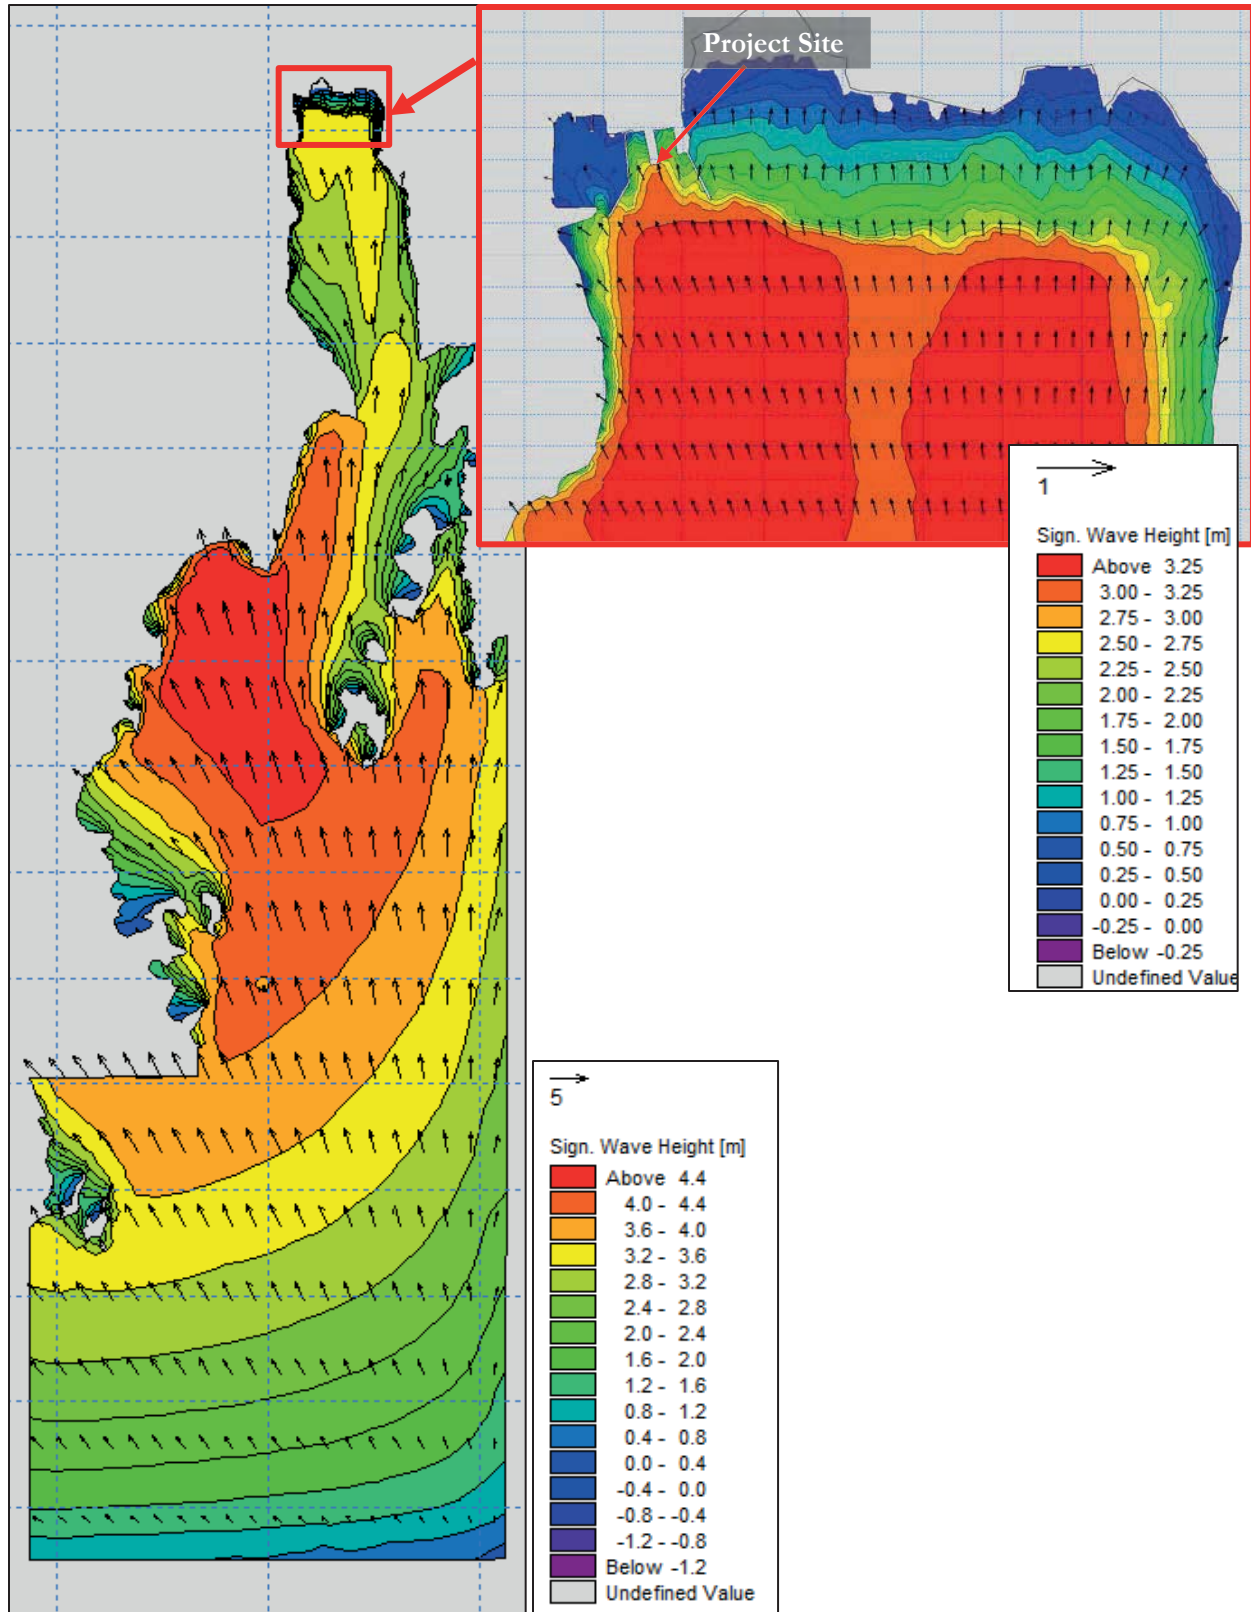 Project Site
1
Sign. Wave Height [m]
Above 3.25
3.00 - 3.25
2.75 - 3.00
2.50 - 2.75
2.25 - 2.50
2.00 - 2.25
1.75 - 2.00
1.50 - 1.75
1.25 - 1.50
1.00 - 1.25
0.75 - 1.00
0.50 - 0.75
0.25 - 0.50
0.00 - 0.25
-0.25 - 0.00
Below -0.25
Undefined Value
5
Sign. Wave Height [m]
Above 4.4
4.0 - 4.4
3.6 - 4.0
3.2 - 3.6
2.8 - 3.2
2.4 - 2.8
2.0 - 2.4
1.6 - 2.0
1.2 - 1.6
0.8 - 1.2
0.4 - 0.8
0.0 - 0.4
-0.4 - 0.0
-0.8 - -0.4
-1.2 - -0.8
Below -1.2
Undefined Value